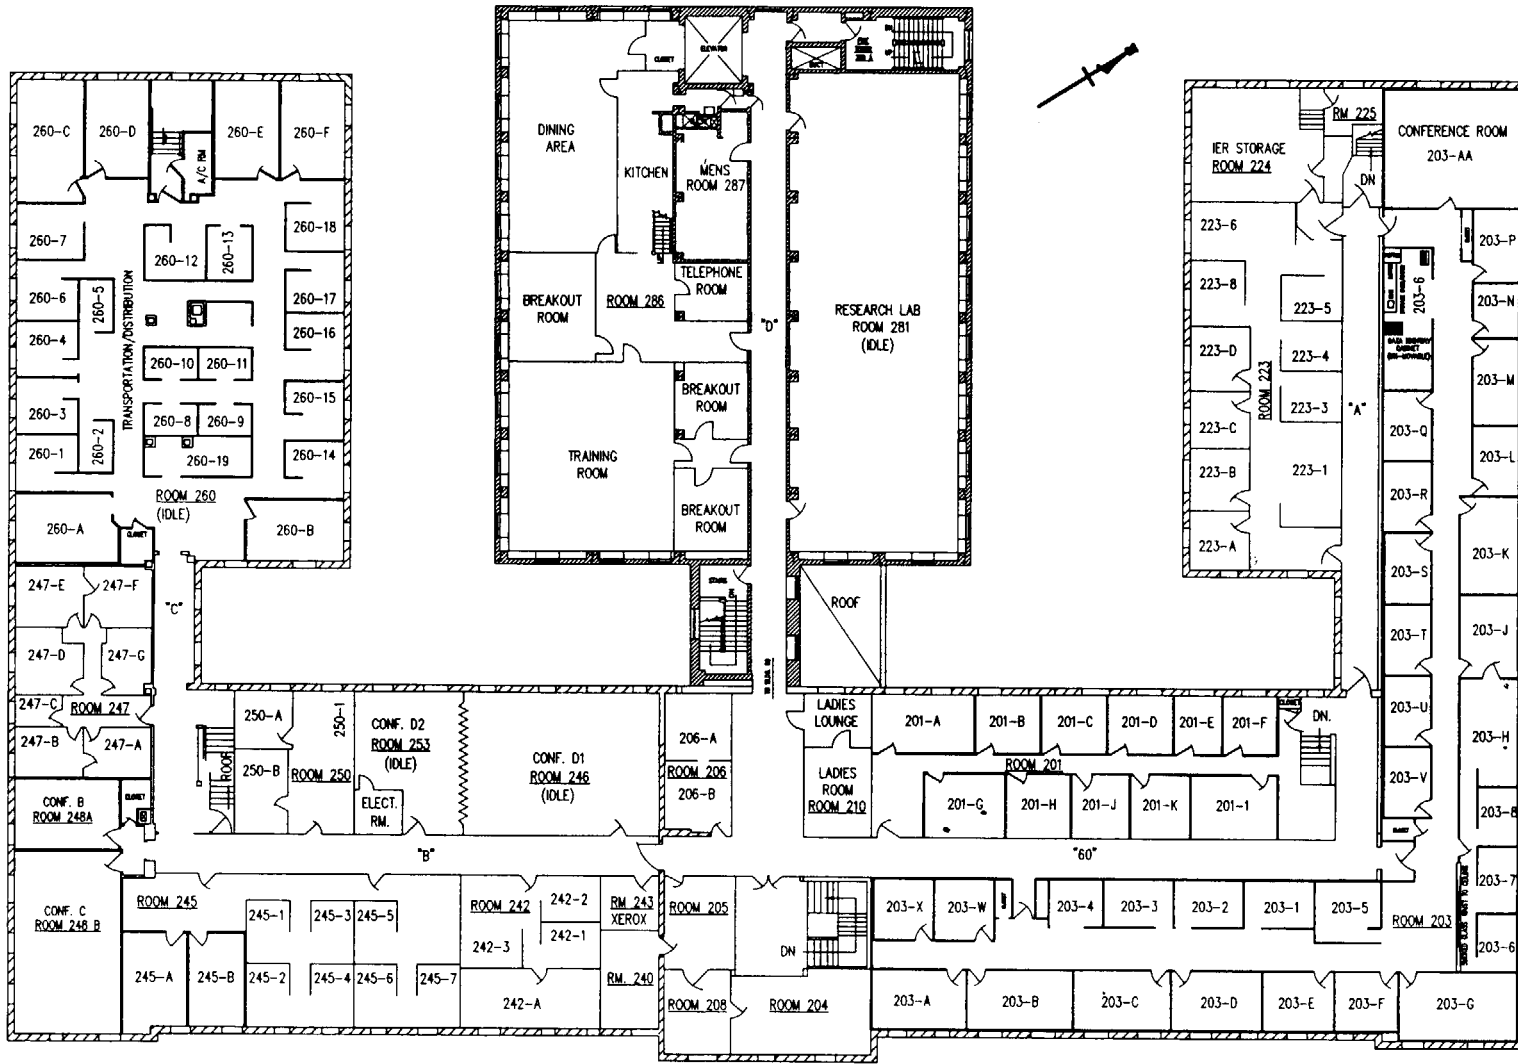 260-C
260-D
A/C RM
260-E
260-F
260-7
260-12
260-13
260-18
260-6
260-5
TRANSPORTATION/DISTRIBUTION
260-17
260-4
260-16
260-10
260-11
260-3
260-2
260-8
260-9
260-15
260-1
260-19
260-14
ROOM 260
(IDLE)
260-A
CLOSET
260-B
CLOSET
ELEVATOR
DUCT
DN
UP
DINING
AREA
KITCHEN
MENS
ROOM 287
TELEPHONE
ROOM
BREAKOUT
ROOM
ROOM 286
"D"
RESEARCH LAB
ROOM 281
(IDLE)
BREAKOUT
ROOM
TRAINING
ROOM
BREAKOUT
ROOM
STAIRS
DN
ROOF
IER STORAGE
ROOM 224
RM 225
DN
CONFERENCE ROOM
203-AA
223-6
CLOSET
203-P
223-8
223-5
203-6
203-N
223-D
223-4
203-M
ROOM 223
223-3
"A"
223-C
203-Q
223-B
223-1
203-L
203-R
223-A
203-K
203-S
203-T
203-J
203-U
203-H
203-V
203-8
CLOSET
203-7
203-6
247-E
247-F
"C"
247-D
247-G
247-C
ROOM 247
247-B
247-A
CONF. B
ROOM 248A
CLOSET
CONF. C
ROOM 248 B
ROOF
250-A
250-1
250-B
ROOM 250
CONF. D2
ROOM 253
(IDLE)
ELECT.
RM.
CONF. D1
ROOM 246
(IDLE)
206-A
ROOM 206
206-B
LADIES
LOUNGE
LADIES
ROOM
ROOM 210
201-A
201-B
201-C
201-D
201-E
201-F
CLOSET
DN.
ROOM 201
201-G
201-H
201-J
201-K
201-1
"B"
"60"
ROOM 245
245-1
245-3
245-5
245-A
245-B
245-2
245-4
245-6
245-7
ROOM 242
242-2
242-1
242-3
242-A
RM 243
XEROX
RM. 240
ROOM 205
DN
ROOM 208
ROOM 204
203-X
203-W
CLOSET
203-4
203-3
203-2
203-1
203-5
ROOM 203
203-A
203-B
203-C
203-D
203-E
203-F
203-G